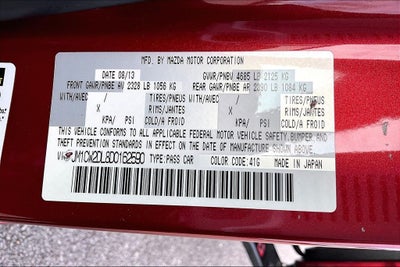 MFD. BY MAZDA MOTOR CORPORATION
DATE 08/13 GVWR/PNBV 4685 LB 2125 KG
FRONT GAWR/PNBE AV 2328 LB 1056 KG REAR GAWR/PNBE AR 2390 LB 1084 KG
WITH/AVEC TIRES/PNEUS WITH/AVEC TIRES/PNEUS
/ X / X
/ RIMS/JANTES / RIMS/JANTES
KPA/ PSI COLD/A FROID KPA/ PSI COLD/A FROID
THIS VEHICLE CONFORMS TO ALL APPLICABLE FEDERAL MOTOR VEHICLE SAFETY, BUMPER AND
THEFT PREVENTION STANDARDS IN EFFECT ON THE DATE OF MANUFACTURE SHOWN ABOVE.
JM1CW2DL8D0162590 TYPE: PASS CAR COLOR CODE: 41G MADE IN JAPAN